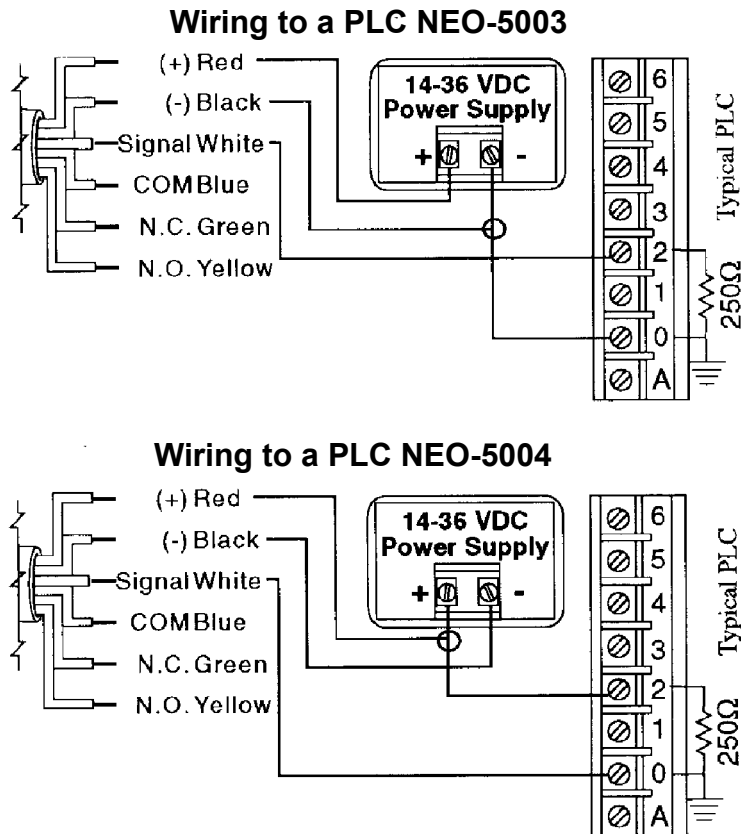 Wiring to a PLC NEO-5003
(+) Red
(-) Black
Signal White
COM Blue
N.C. Green
N.O. Yellow
14-36 VDC
Power Supply
+ -
6
5
4
3
2
1
0
A
Typical PLC
250Ω
Wiring to a PLC NEO-5004
(+) Red
(-) Black
Signal White
COM Blue
N.C. Green
N.O. Yellow
14-36 VDC
Power Supply
+ -
6
5
4
3
2
1
0
A
Typical PLC
250Ω